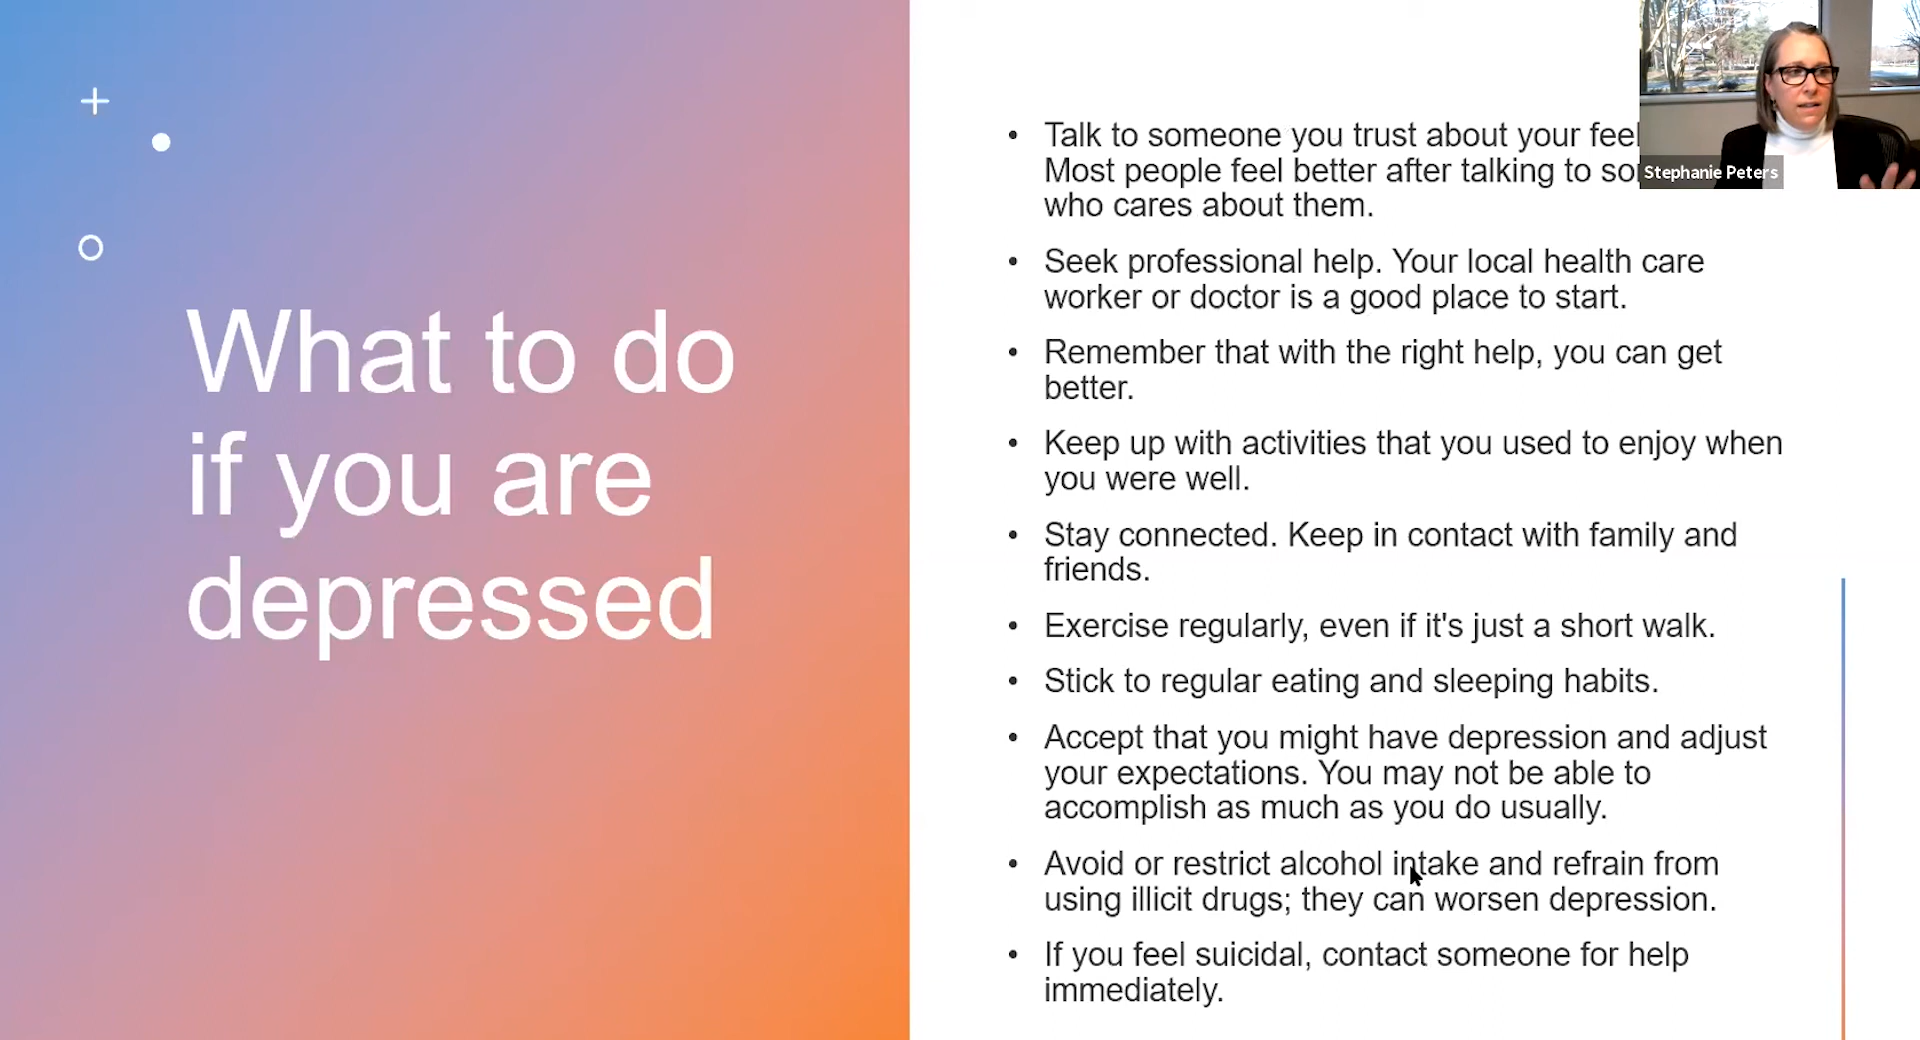 What to do
if you are
depressed
• Talk to someone you trust about your
Most people feel better after talking to
who cares about them.
• Seek professional help. Your local health care
worker or doctor is a good place to start.
• Remember that with the right help, you can get
better.
• Keep up with activities that you used to enjoy when
you were well.
• Stay connected. Keep in contact with family and
friends.
• Exercise regularly, even if it's just a short walk.
• Stick to regular eating and sleeping habits.
• Accept that you might have depression and adjust
your expectations. You may not be able to
accomplish as much as you do usually.
• Avoid or restrict alcohol intake and refrain from
using illicit drugs; they can worsen depression.
• If you feel suicidal, contact someone for help
immediately.
Stephanie Peters